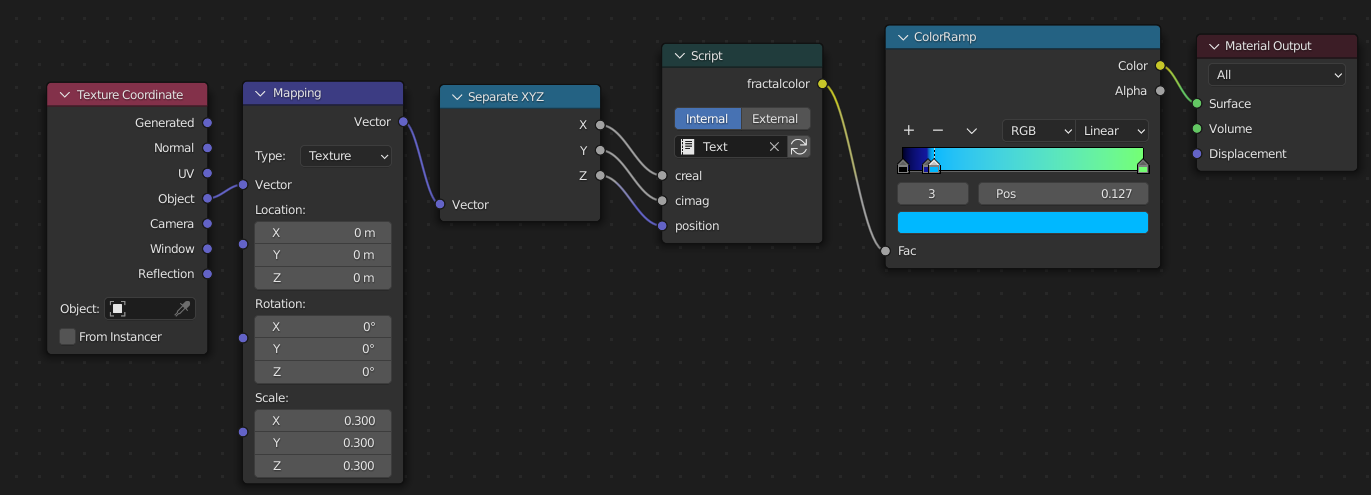 Texture Coordinate
Generated
Normal
UV
Object
Camera
Window
Reflection
Object:
From Instancer
Mapping
Vector
Type: Texture
Vector
Location:
X 0 m
Y 0 m
Z 0 m
Rotation:
X 0°
Y 0°
Z 0°
Scale:
X 0.300
Y 0.300
Z 0.300
Separate XYZ
X
Y
Z
Vector
Script
fractalcolor
Internal External
Text
creal
cimag
position
ColorRamp
Color
Alpha
RGB Linear
3 Pos 0.127
Fac
Material Output
All
Surface
Volume
Displacement